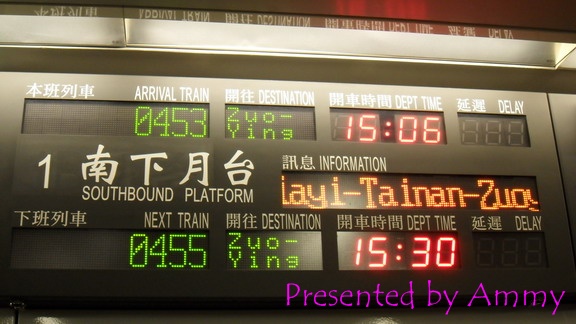 本班列車 ARRIVAL TRAIN 開往 DESTINATION 開車時間 DEPT TIME 延遲 DELAY
0453 Zuo-Ying 15:06
1 南下月台
SOUTHBOUND PLATFORM
訊息 INFORMATION
iayi-Tainan-Zuo
下班列車 NEXT TRAIN 開往 DESTINATION 開車時間 DEPT TIME 延遲 DELAY
0455 Zuo-Ying 15:30
Presented by Ammy